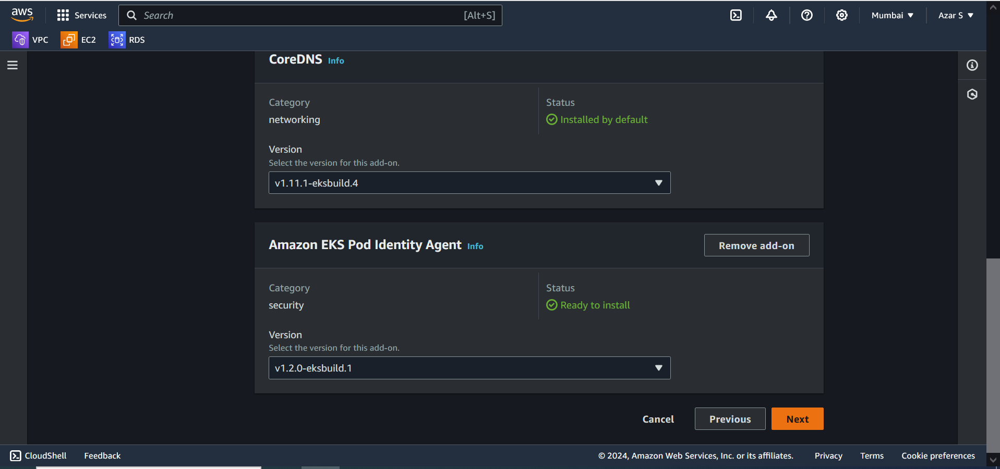 aws
Services
Search
[Alt+S]
Mumbai
Azar S
VPC
EC2
RDS
CoreDNS Info
Category
networking
Status
Installed by default
Version
Select the version for this add-on.
v1.11.1-eksbuild.4
Amazon EKS Pod Identity Agent Info
Remove add-on
Category
security
Status
Ready to install
Version
Select the version for this add-on.
v1.2.0-eksbuild.1
Cancel
Previous
Next
CloudShell
Feedback
© 2024, Amazon Web Services, Inc. or its affiliates.
Privacy
Terms
Cookie preferences